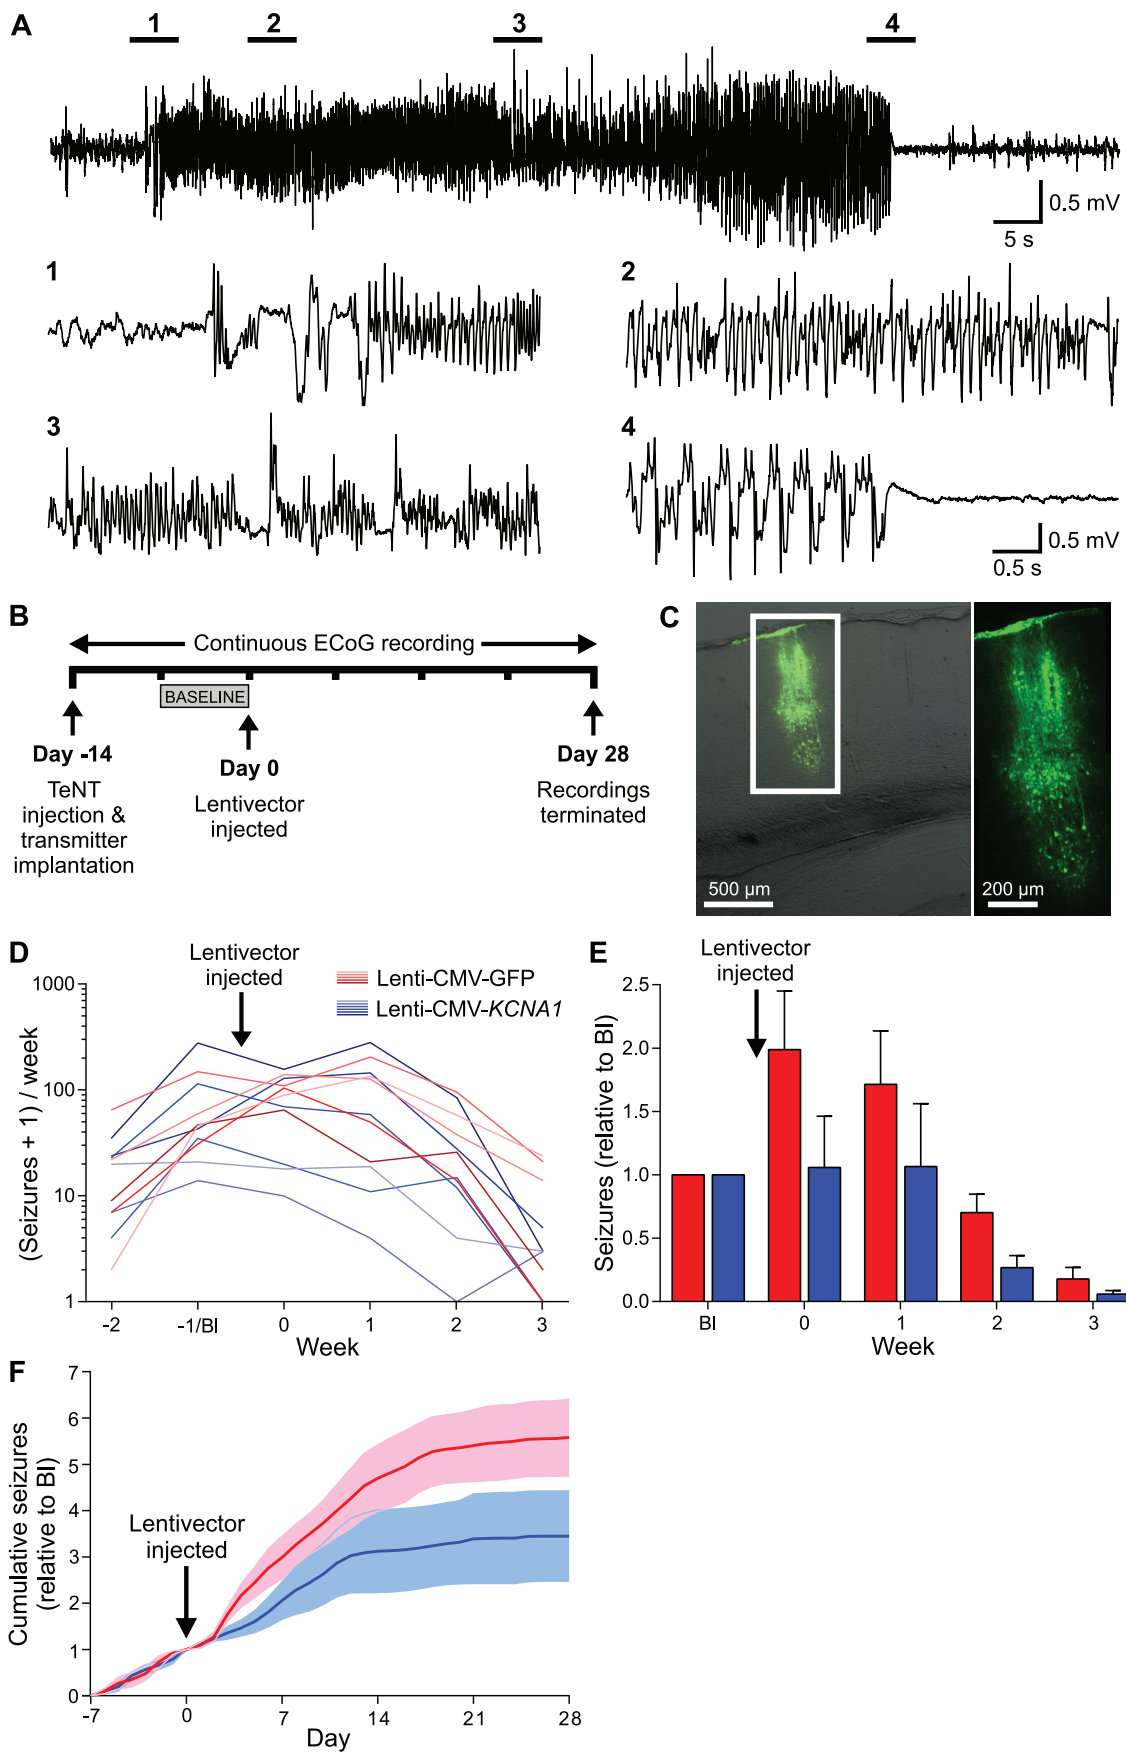 A
1
2
3
4
0.5 mV
5 s
1
2
3
4
0.5 mV
0.5 s
B
Continuous ECoG recording
BASELINE
Day -14
TeNT
injection &
transmitter
implantation
Day 0
Lentivector
injected
Day 28
Recordings
terminated
C
500 µm
200 µm
D
Lentivector
injected
Lenti-CMV-GFP
Lenti-CMV-KCNA1
(Seizures + 1) / week
1000
100
10
1
-2
-1/Bl
0
1
2
3
Week
E
Lentivector
injected
Seizures (relative to Bl)
2.5
2.0
1.5
1.0
0.5
0.0
Bl
0
1
2
3
Week
F
Cumulative seizures
(relative to Bl)
7
6
5
4
3
2
1
0
Lentivector
injected
-7
0
7
14
21
28
Day